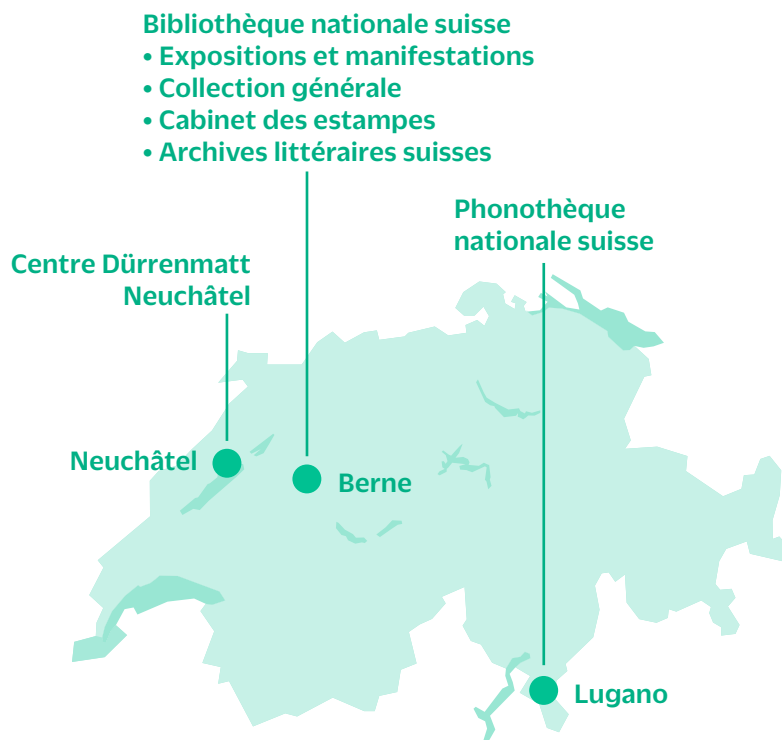 Bibliothèque nationale suisse
• Expositions et manifestations
• Collection générale
• Cabinet des estampes
• Archives littéraires suisses
Phonothèque
nationale suisse
Centre Dürrenmatt
Neuchâtel
Neuchâtel
Berne
Lugano